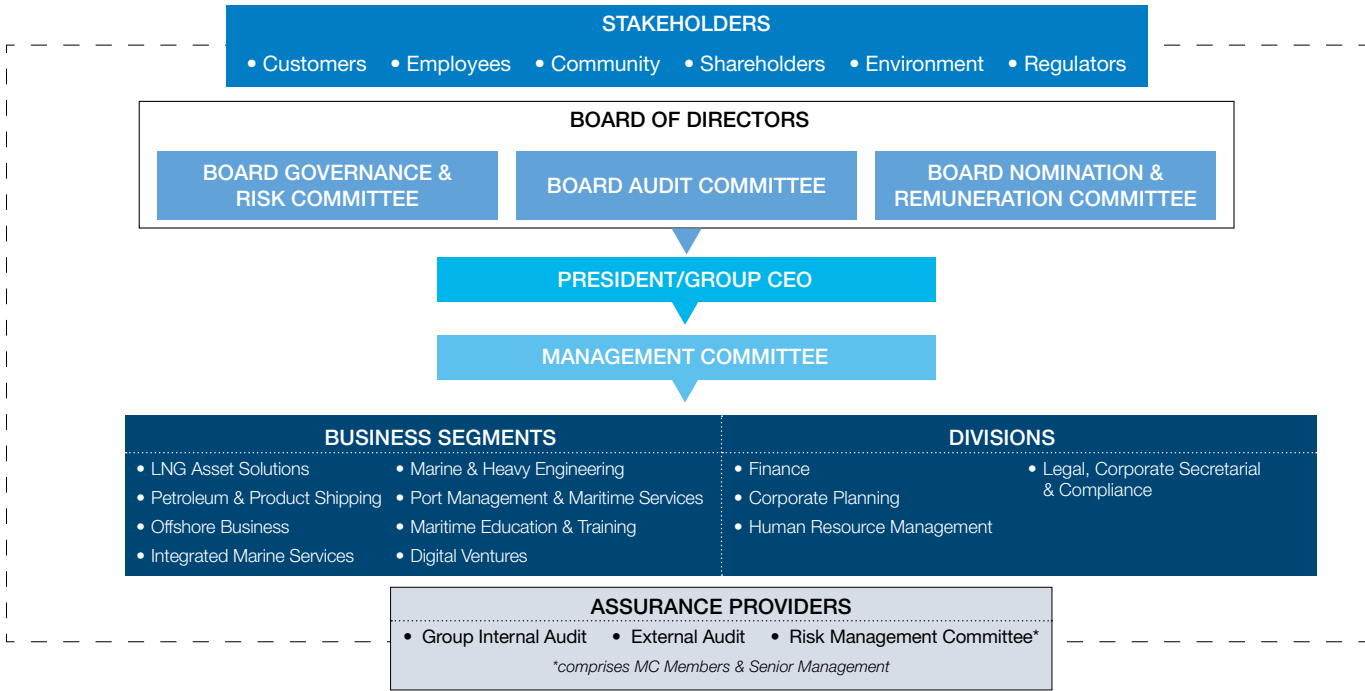 STAKEHOLDERS
• Customers • Employees • Community • Shareholders • Environment • Regulators
BOARD OF DIRECTORS
BOARD GOVERNANCE &
RISK COMMITTEE
BOARD AUDIT COMMITTEE
BOARD NOMINATION &
REMUNERATION COMMITTEE
PRESIDENT/GROUP CEO
MANAGEMENT COMMITTEE
BUSINESS SEGMENTS
• LNG Asset Solutions
• Petroleum & Product Shipping
• Offshore Business
• Integrated Marine Services
• Marine & Heavy Engineering
• Port Management & Maritime Services
• Maritime Education & Training
• Digital Ventures
DIVISIONS
• Finance
• Corporate Planning
• Human Resource Management
• Legal, Corporate Secretarial
& Compliance
ASSURANCE PROVIDERS
• Group Internal Audit • External Audit • Risk Management Committee*
*comprises MC Members & Senior Management